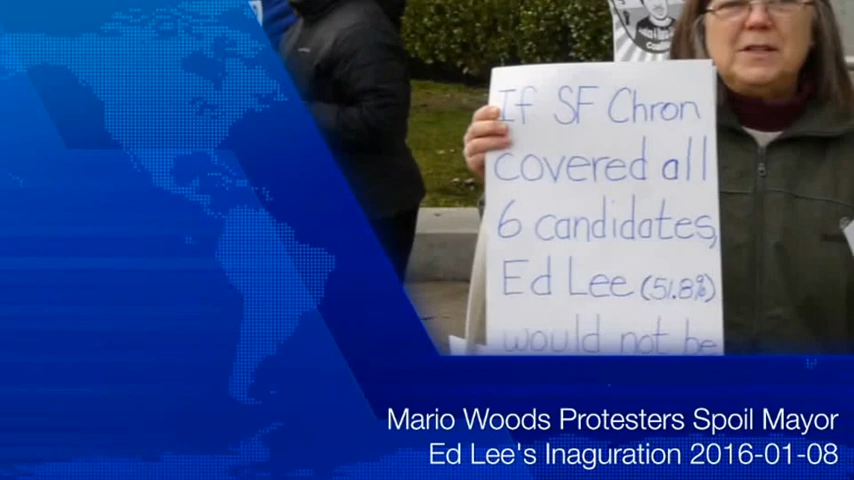 If SF Chron
covered all
6 candidates,
Ed Lee (51.8%)
would not be
Mario Woods Protesters Spoil Mayor
Ed Lee's Inaguration 2016-01-08